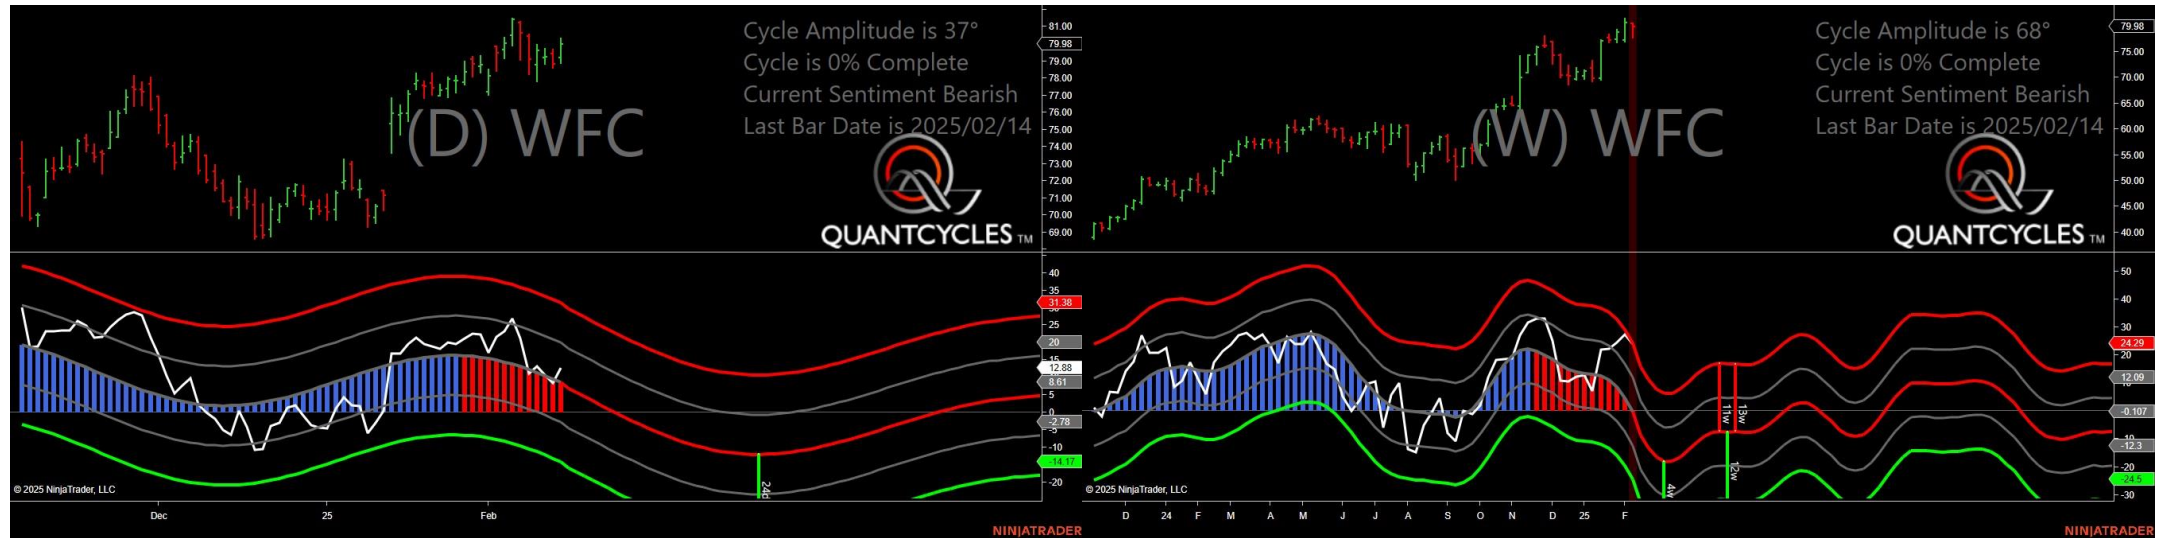 Cycle Amplitude is 37°
Cycle is 0% Complete
Current Sentiment Bearish
Last Bar Date is 2025/02/14
(D) WFC
QUANTCYCLES TM
81.00
79.98
79.00
78.00
77.00
76.00
75.00
74.00
73.00
72.00
71.00
70.00
69.00
40
35
31.38
25
20
15
12.88
8.61
5
0
-2.78
-5
-10
-14.17
-20
24d
© 2025 NinjaTrader, LLC
Dec
25
Feb
NINJATRADER
Cycle Amplitude is 68°
Cycle is 0% Complete
Current Sentiment Bearish
Last Bar Date is 2025/02/14
(W) WFC
QUANTCYCLES TM
79.98
75.00
70.00
65.00
60.00
55.00
50.00
45.00
40.00
50
40
30
24.29
20
12.09
-0.107
-12.3
-20
-24.5
-30
4w
11w
12w
13w
© 2025 NinjaTrader, LLC
D
24
F
M
A
M
J
J
A
S
O
N
D
25
F
NINJATRADER